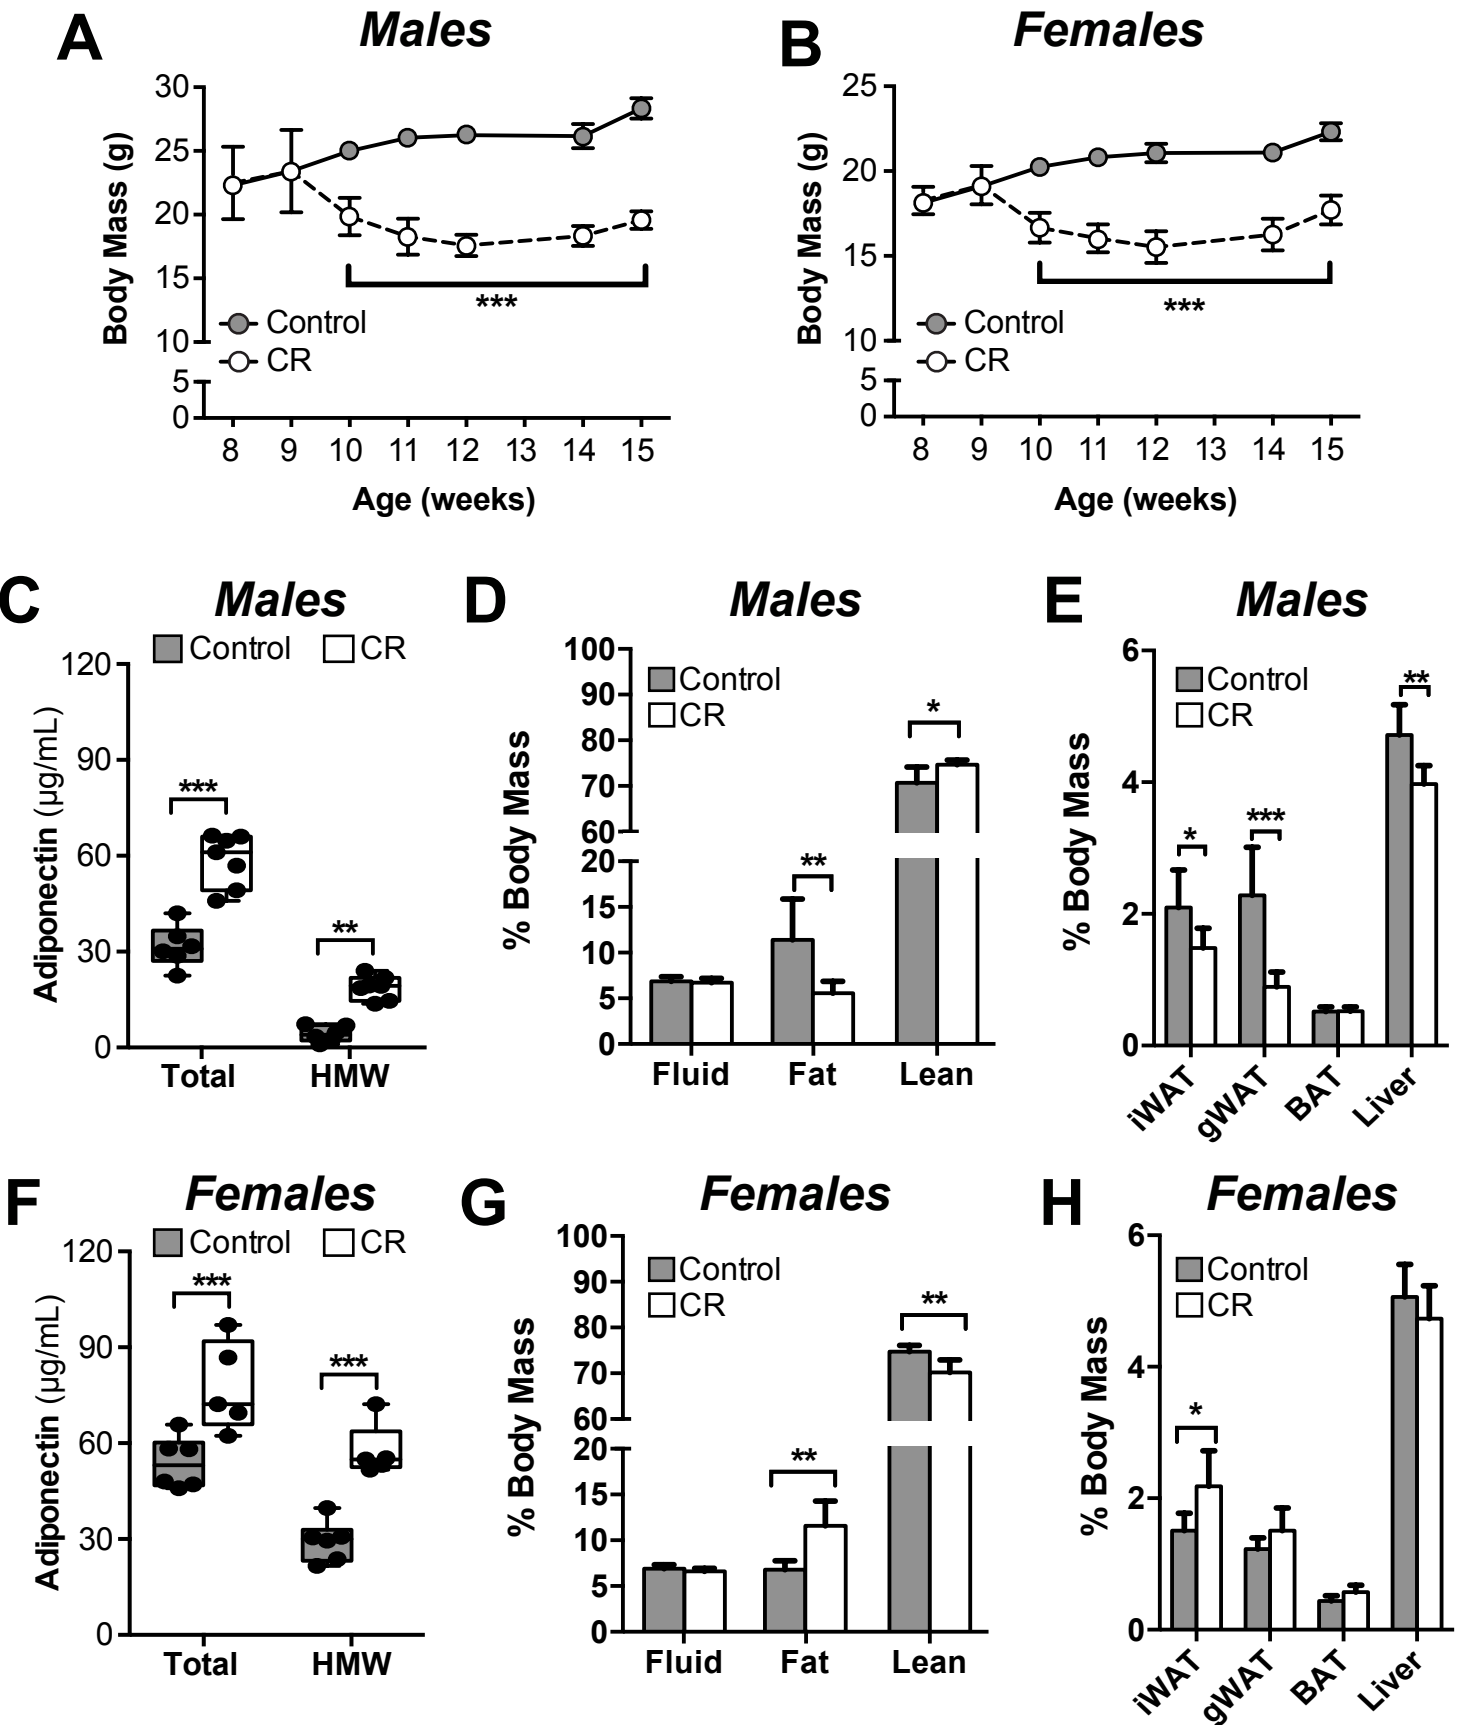 A
Males
30
25
20
15
10
5
0
Body Mass (g)
***
Control
CR
8 9 10 11 12 13 14 15
Age (weeks)
B
Females
25
20
15
10
5
0
Body Mass (g)
***
Control
CR
8 9 10 11 12 13 14 15
Age (weeks)
C
Males
Control CR
120
90
60
30
0
Adiponectin (µg/mL)
***
**
Total HMW
D
Males
100
90
80
70
60
20
15
10
5
0
% Body Mass
Control
CR
*
**
Fluid Fat Lean
E
Males
6
4
2
0
% Body Mass
Control
CR
**
***
*
iWAT gWAT BAT Liver
F
Females
Control CR
120
90
60
30
0
Adiponectin (µg/mL)
***
***
Total HMW
G
Females
100
90
80
70
60
20
15
10
5
0
% Body Mass
Control
CR
**
**
Fluid Fat Lean
H
Females
6
4
2
0
% Body Mass
Control
CR
*
iWAT gWAT BAT Liver